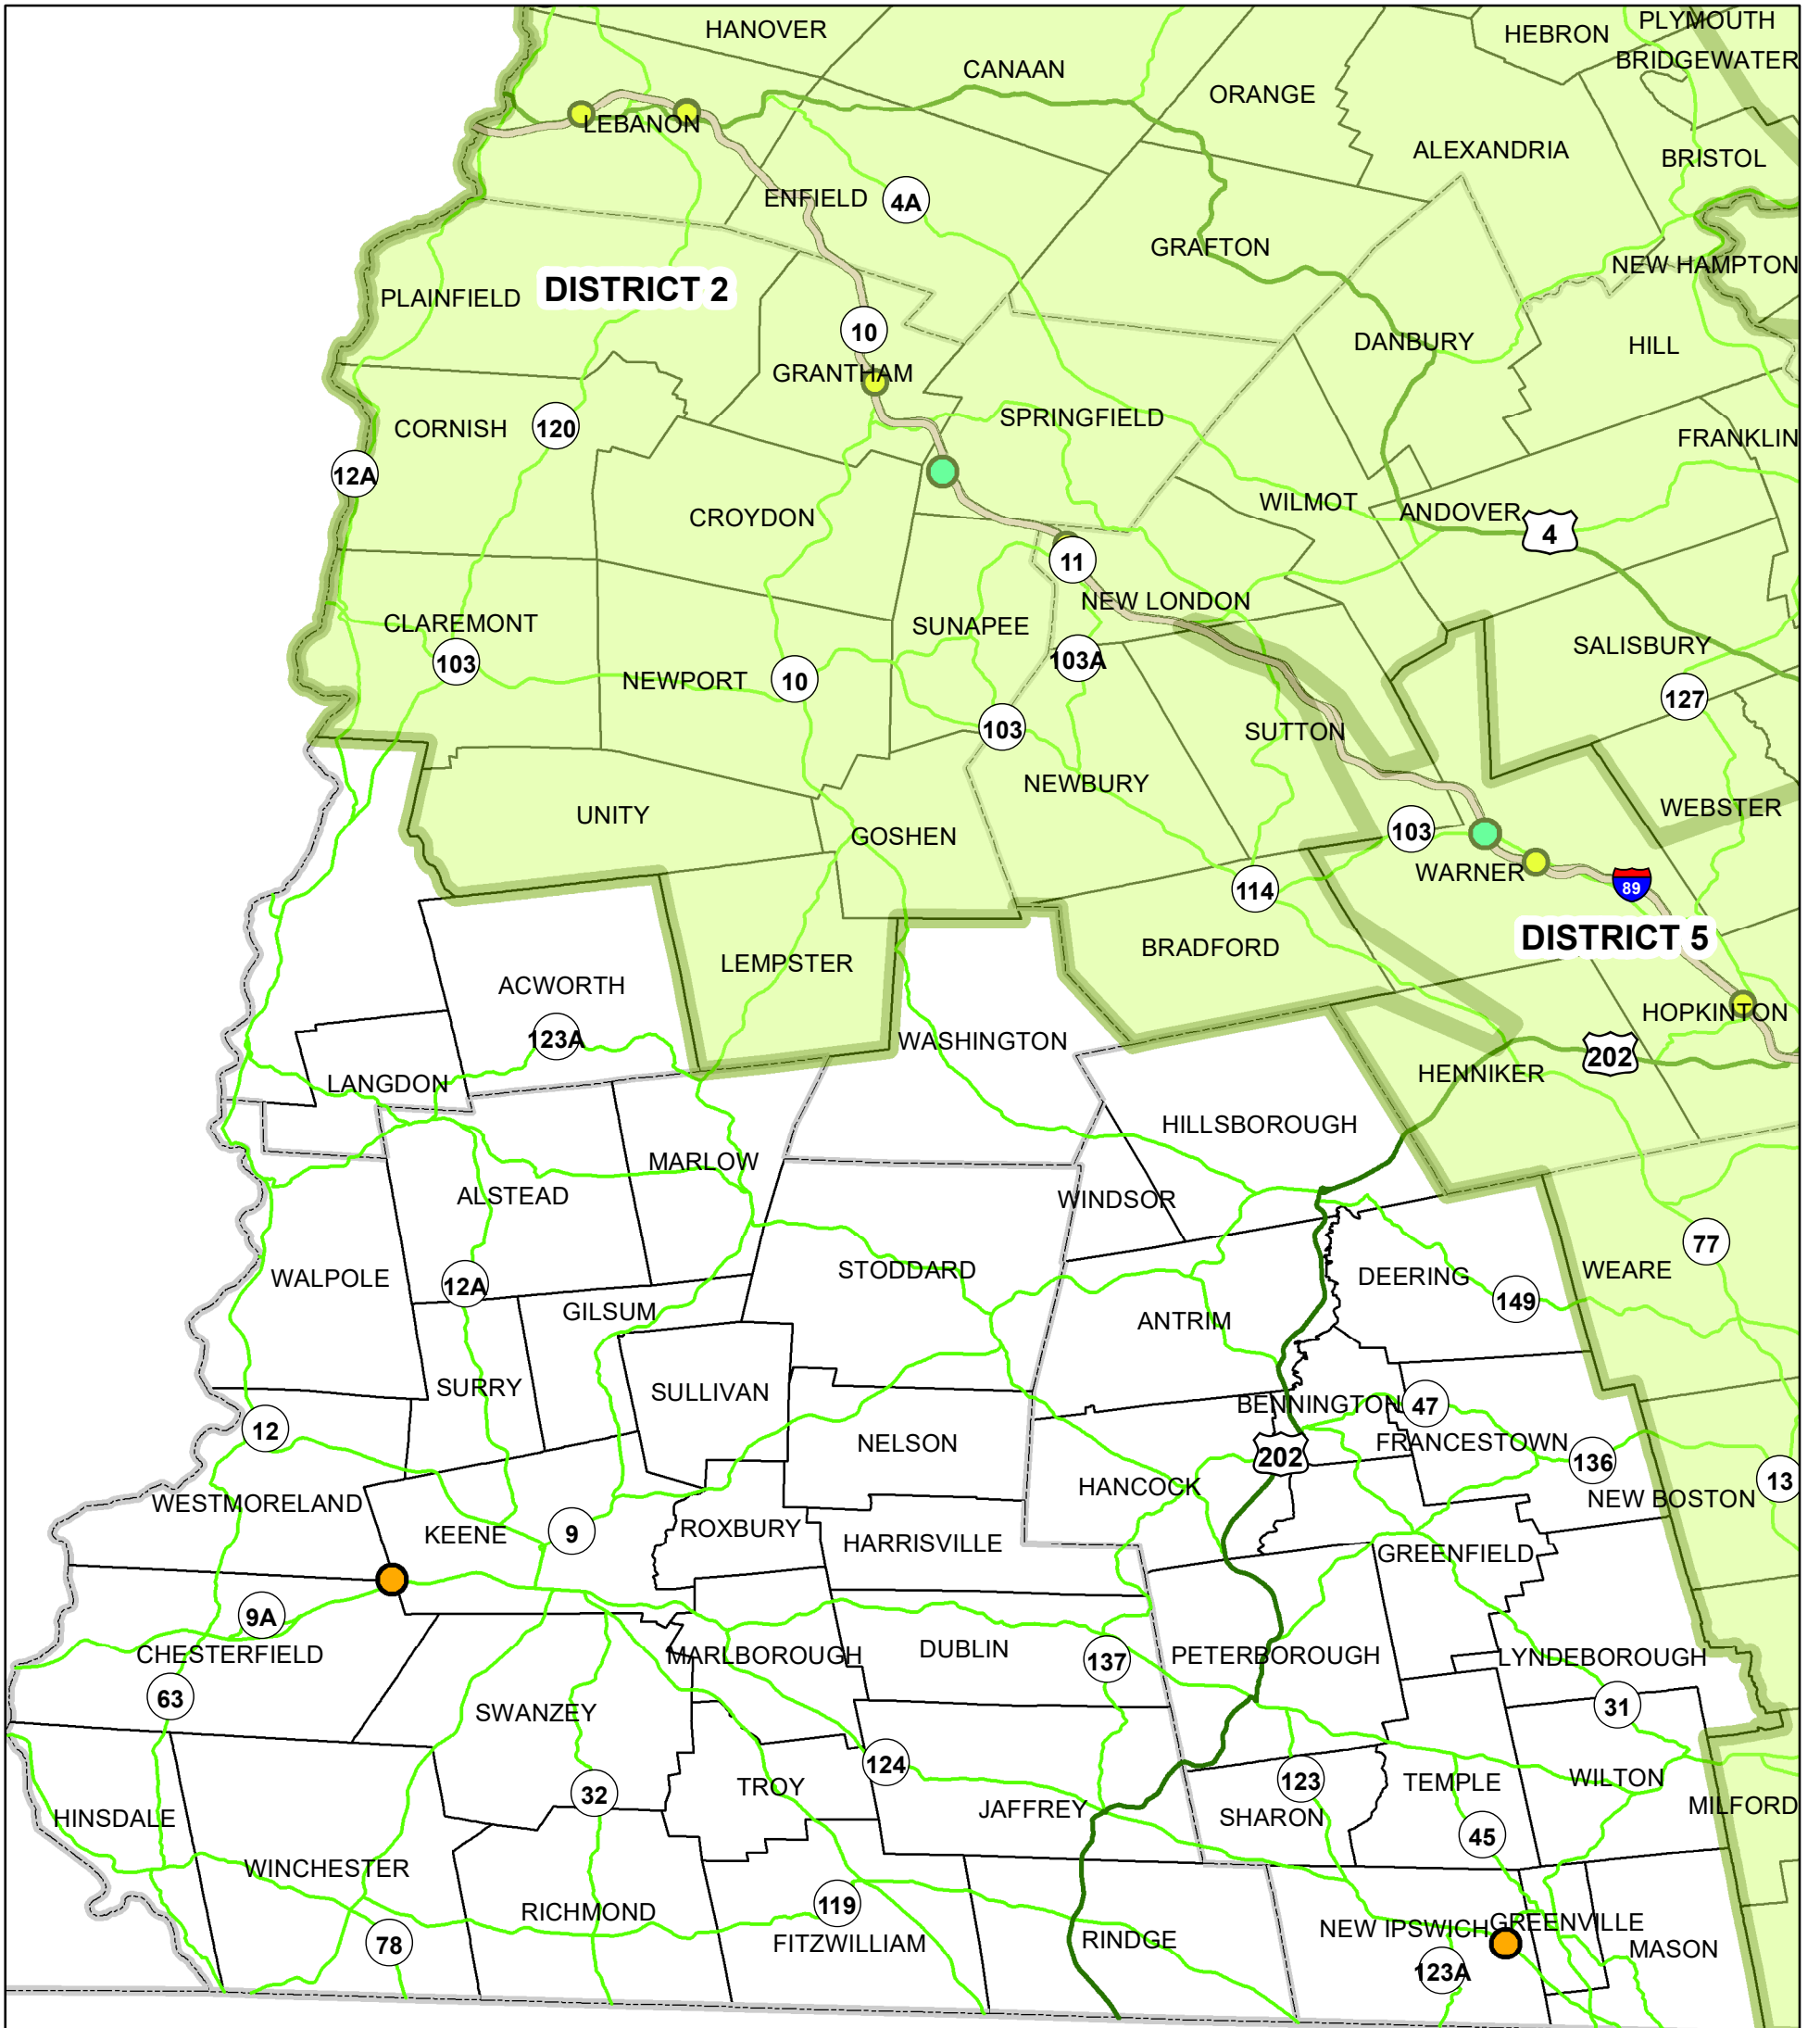 HANOVER
HEBRON
PLYMOUTH
BRIDGEWATER
CANAAN
ORANGE
LEBANON
ALEXANDRIA
BRISTOL
ENFIELD
4A
GRAFTON
NEW HAMPTON
PLAINFIELD
DISTRICT 2
10
DANBURY
HILL
GRANTHAM
SPRINGFIELD
CORNISH
120
FRANKLIN
12A
CROYDON
WILMOT
ANDOVER
4
11
NEW LONDON
CLAREMONT
SUNAPEE
SALISBURY
103
NEWPORT
10
103A
127
103
SUTTON
NEWBURY
UNITY
GOSHEN
103
WEBSTER
WARNER
89
114
DISTRICT 5
BRADFORD
LEMPSTER
ACWORTH
123A
WASHINGTON
HOPKINTON
202
LANGDON
HENNIKER
HILLSBOROUGH
MARLOW
ALSTEAD
WINDSOR
77
WALPOLE
12A
STODDARD
DEERING
WEARE
149
GILSUM
ANTRIM
SURRY
SULLIVAN
BENNINGTON
47
12
NELSON
202
FRANCESTOWN
136
HANCOCK
13
WESTMORELAND
NEW BOSTON
KEENE
9
ROXBURY
HARRISVILLE
GREENFIELD
9A
CHESTERFIELD
MARLBOROUGH
DUBLIN
137
PETERBOROUGH
LYNDEBOROUGH
63
SWANZEY
31
124
TROY
32
123
TEMPLE
WILTON
HINSDALE
JAFFREY
SHARON
MILFORD
45
WINCHESTER
119
RICHMOND
78
FITZWILLIAM
RINGDE
NEW IPSWICH
GREENVILLE
MASON
123A